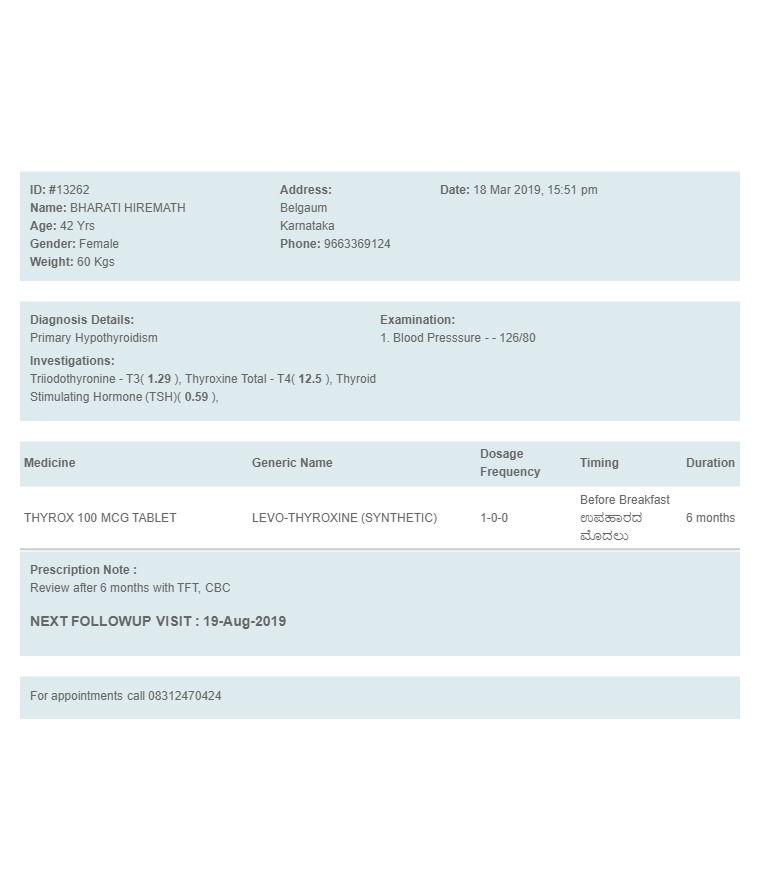 ID: #13262
Name: BHARATI HIREMATH
Age: 42 Yrs
Gender: Female
Weight: 60 Kgs
Address:
Belgaum
Karnataka
Phone: 9663369124
Date: 18 Mar 2019, 15:51 pm
Diagnosis Details:
Primary Hypothyroidism
Investigations:
Triiodothyronine - T3( 1.29 ), Thyroxine Total - T4( 12.5 ), Thyroid
Stimulating Hormone (TSH)( 0.59 ),
Examination:
1. Blood Presssure - - 126/80
Medicine Generic Name Dosage Frequency Timing Duration
THYROX 100 MCG TABLET LEVO-THYROXINE (SYNTHETIC) 1-0-0 Before Breakfast 6 months
ಉಪಹಾರದ
ಮೊದಲು
Prescription Note :
Review after 6 months with TFT, CBC
NEXT FOLLOWUP VISIT : 19-Aug-2019
For appointments call 08312470424